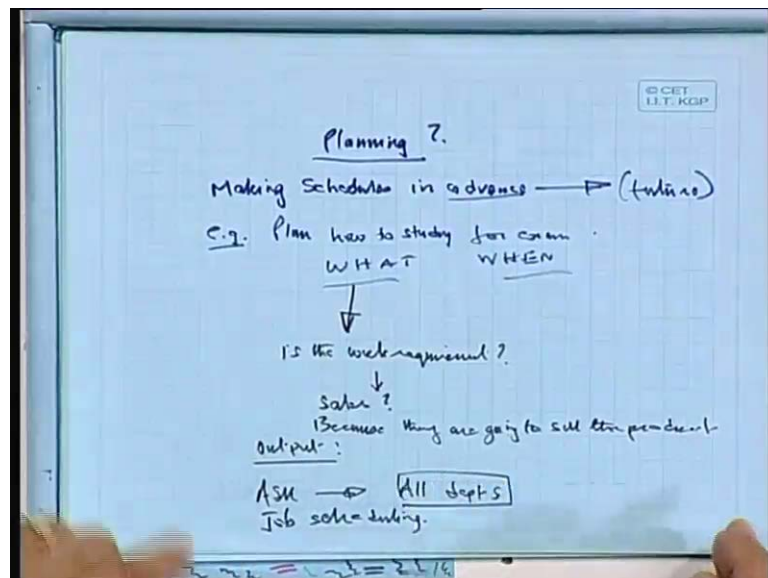 © CET
I.I.T. KGP
Planning ?
Making Schedules in advance → (future)
e.g. Plan how to study for exam .
WHAT WHEN
Is the work required ?
Sales ?
Because they are going to sell the product
output :
ASK → All depts
Job scheduling.